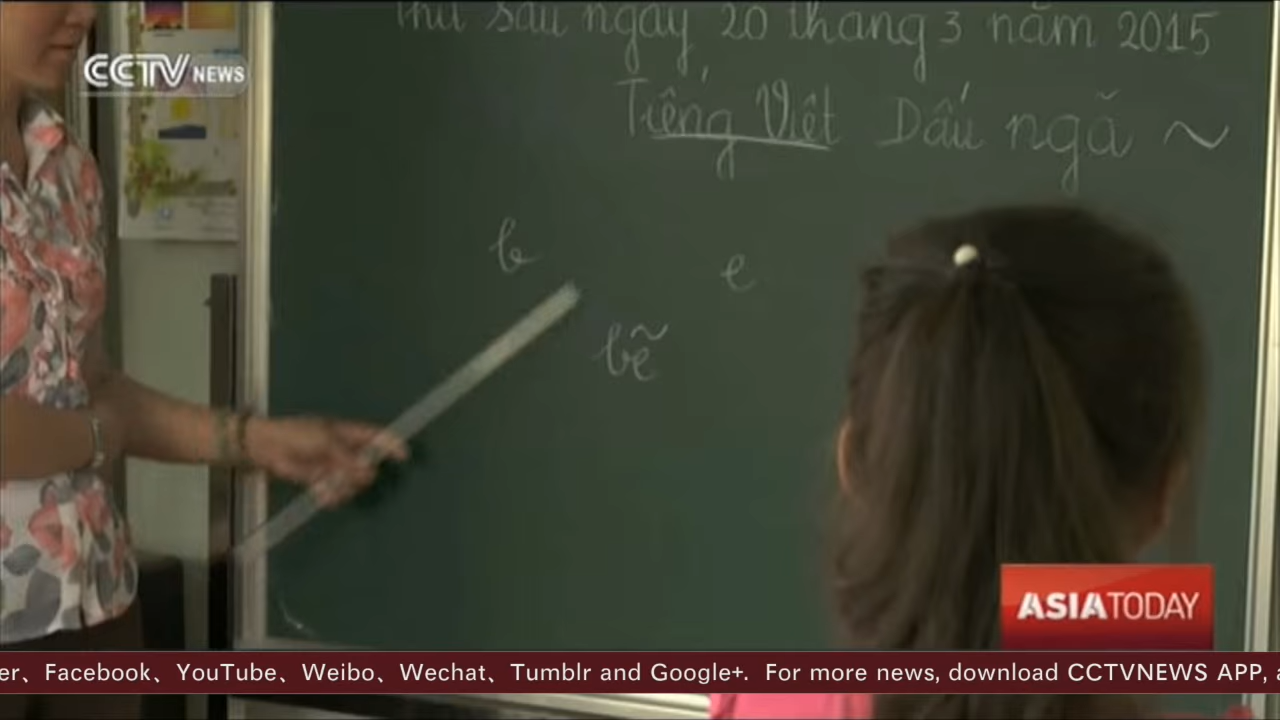 Thứ sáu ngày 20 tháng 3 năm 2015
CCTV NEWS
Tiếng Việt Dấu ngã ~
b e
bẽ
ASIA TODAY
er、Facebook、YouTube、Weibo、Wechat、Tumblr and Google+. For more news, download CCTVNEWS APP, a